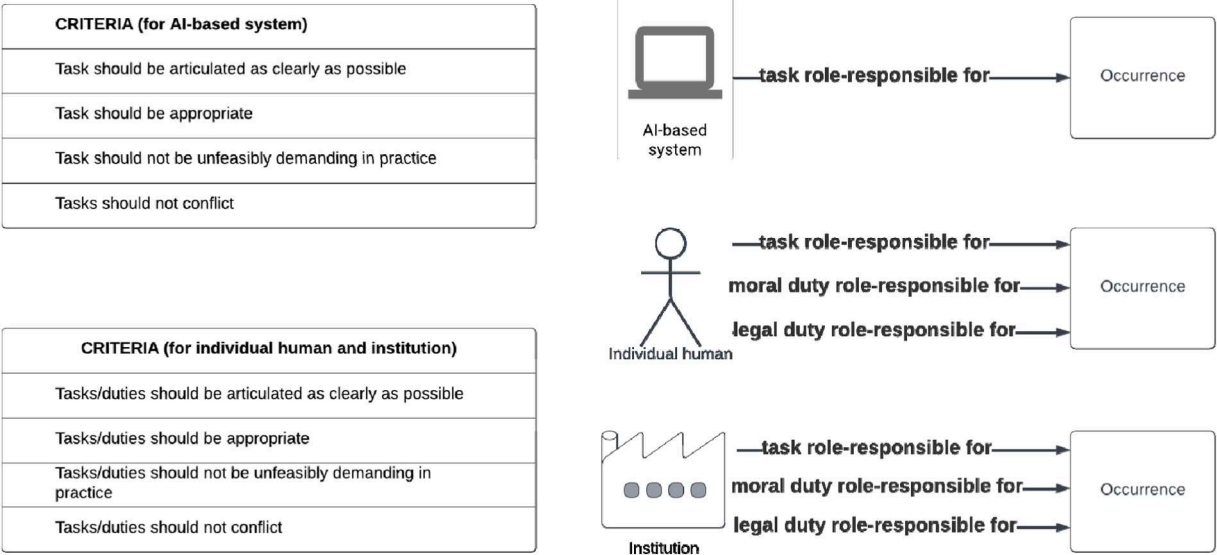 CRITERIA (for AI-based system)
Task should be articulated as clearly as possible
Task should be appropriate
Task should not be unfeasibly demanding in practice
Tasks should not conflict
task role-responsible for
Occurrence
AI-based
system
task role-responsible for
moral duty role-responsible for
Occurrence
legal duty role-responsible for
Individual human
CRITERIA (for individual human and institution)
Tasks/duties should be articulated as clearly as possible
Tasks/duties should be appropriate
Tasks/duties should not be unfeasibly demanding in
practice
Tasks/duties should not conflict
task role-responsible for
moral duty role-responsible for
Occurrence
legal duty role-responsible for
Institution